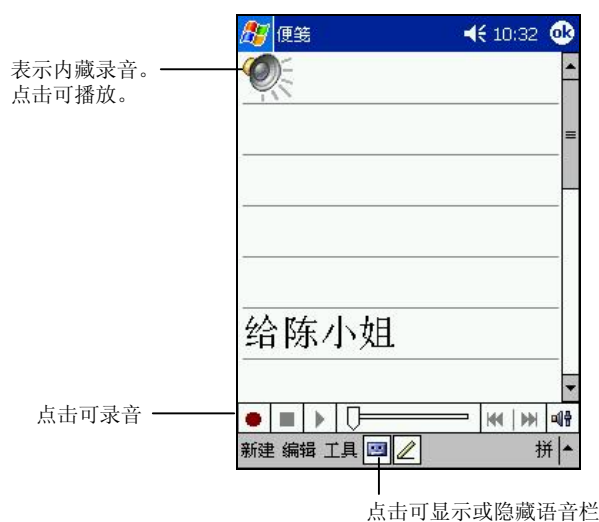 便笺 10:32 ok
表示内藏录音。
点击可播放。
给陈小姐
点击可录音
新建 编辑 工具 拼
点击可显示或隐藏语音栏